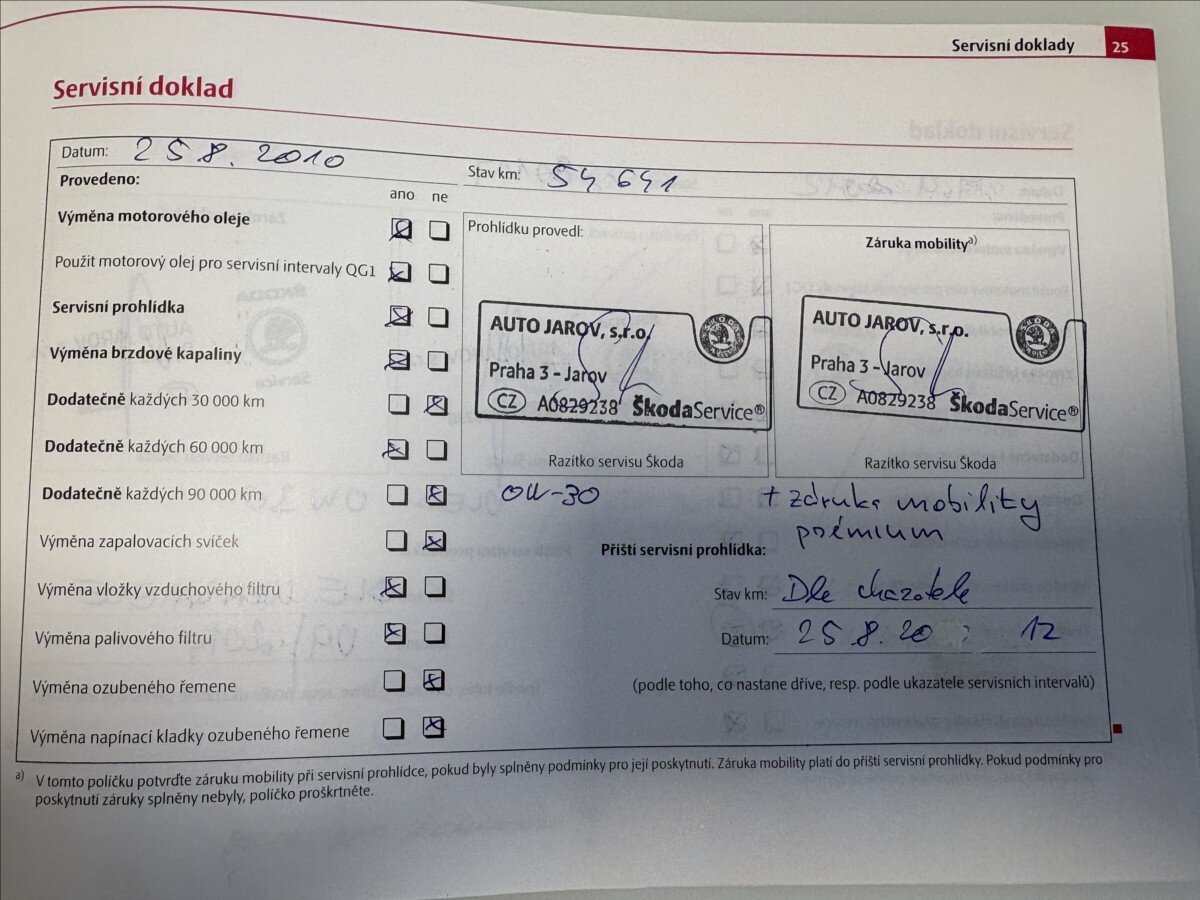 Servisní doklady 25
Servisní doklad
Datum: 25 8. 2010
Stav km: 54 641
Provedeno:
ano ne
Výměna motorového oleje
Použít motorový olej pro servisní intervaly QG1
Servisní prohlídka
Výměna brzdové kapaliny
Dodatečně každých 30 000 km
Dodatečně každých 60 000 km
Dodatečně každých 90 000 km
Výměna zapalovacích svíček
Výměna vložky vzduchového filtru
Výměna palivového filtru
Výměna ozubeného řemene
Výměna napínací kladky ozubeného řemene
Prohlídku provedl:
AUTO JAROV, s.r.o.
ŠKODA
AUTO
Praha 3 - Jarov
CZ A0829238 ŠkodaService®
Razítko servisu Škoda
OW-30
Záruka mobility a)
AUTO JAROV, s.r.o.
ŠKODA
AUTO
Praha 3 - Jarov
CZ A0829238 ŠkodaService®
Razítko servisu Škoda
+ záruka mobility
prémium
Příští servisní prohlídka:
Stav km: Dle
Datum: 25 8. 20 12
(podle toho, co nastane dříve, resp. podle ukazatele servisních intervalů)
a) V tomto políčku potvrďte záruku mobility při servisní prohlídce, pokud byly splněny podmínky pro její poskytnutí. Záruka mobility platí do příští servisní prohlídky. Pokud podmínky pro
poskytnutí záruky splněny nebyly, políčko proškrtněte.